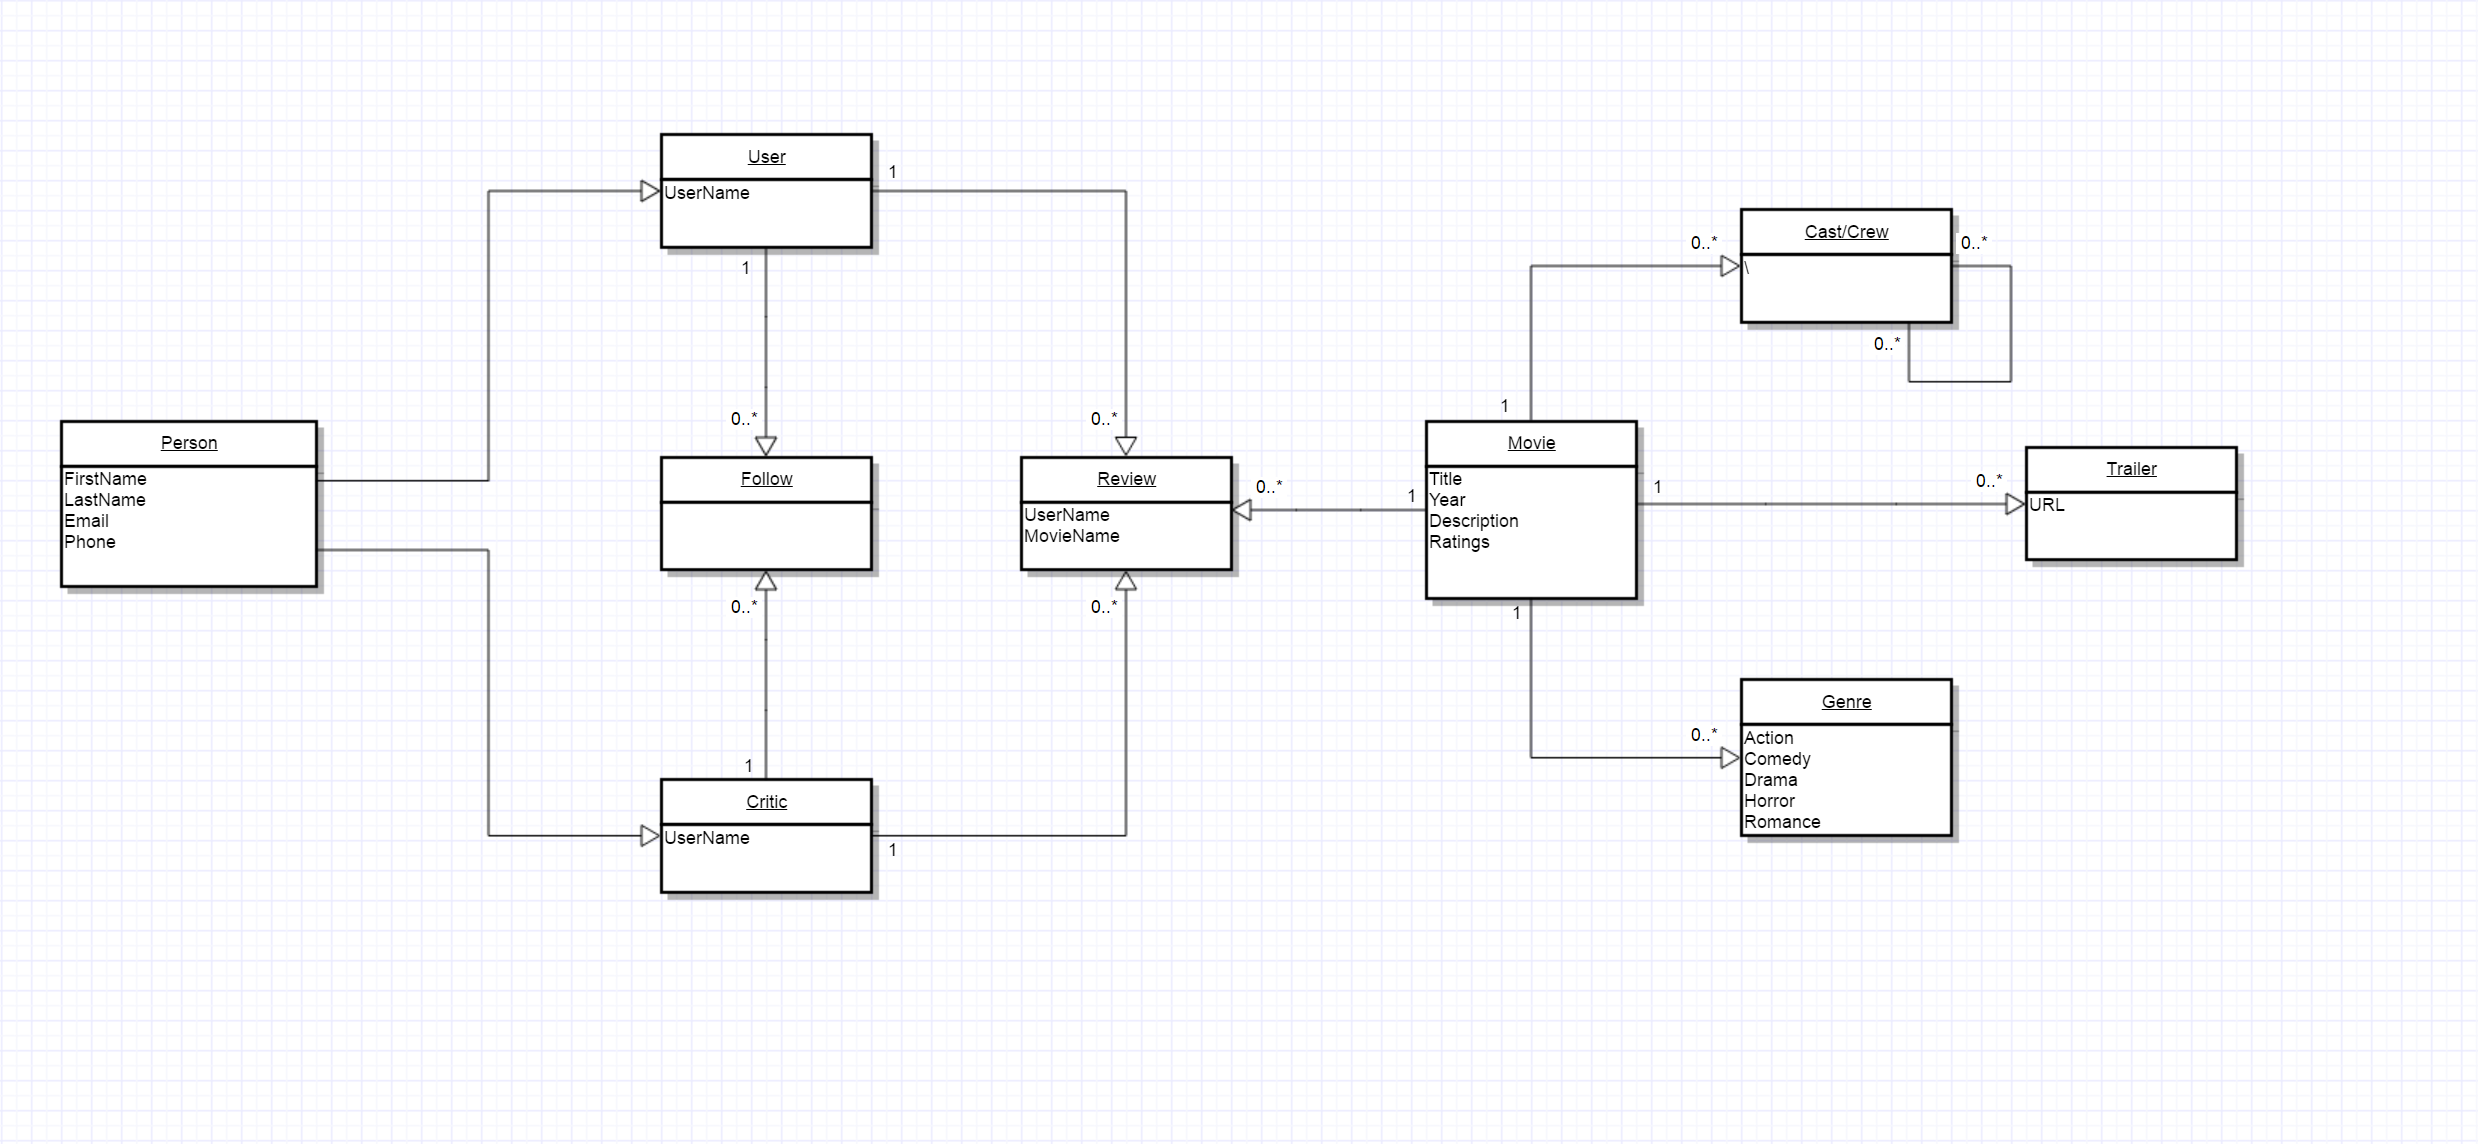 User
UserName
1
1
0..*
0..*
Person
FirstName
LastName
Email
Phone
Follow
Review
UserName
MovieName
0..*
0..*
0..*
1
1
Critic
UserName
1
Cast/Crew
\
0..*
0..*
0..*
1
Movie
Title
Year
Description
Ratings
1
0..*
Trailer
URL
1
0..*
Genre
Action
Comedy
Drama
Horror
Romance